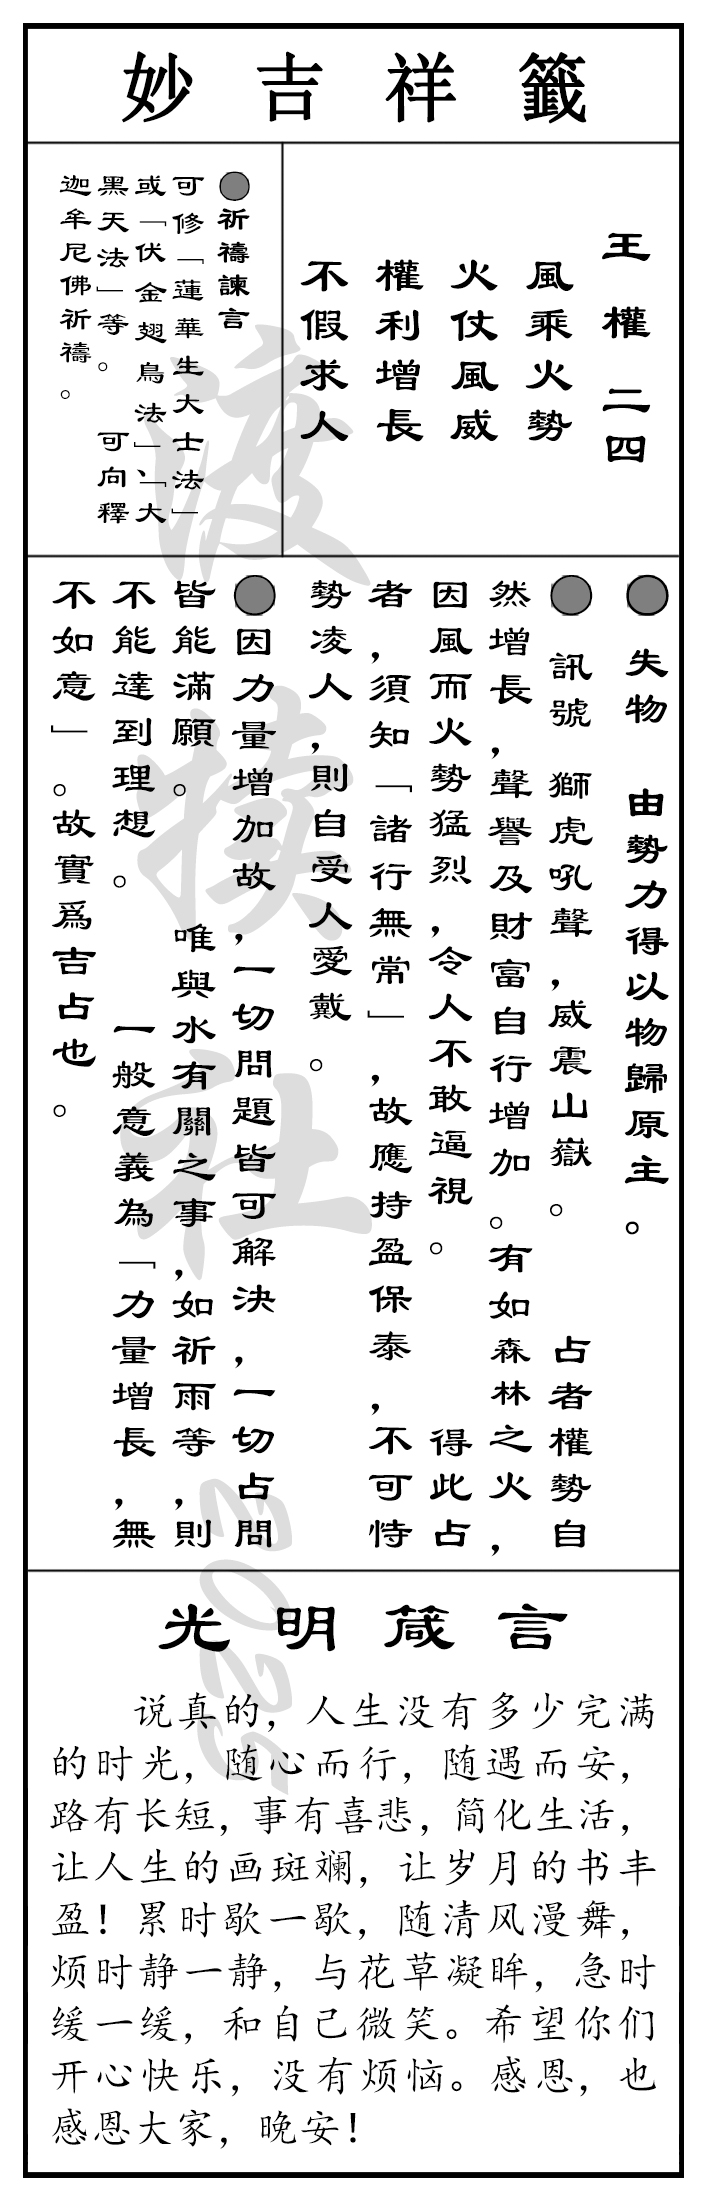 妙吉祥籤
王權二四
風乘火勢
火仗風威
權利增長
不假求人
●祈禱諫言
可修「蓮華生大士法」
或「伏金翅鳥法」、「大
黑天法」等。 可向釋
迦牟尼佛祈禱。
● 失物 由勢力得以物歸原主。
● 訊號 獅虎吼聲，威震山嶽。 占者權勢自
然增長，聲譽及財富自行增加。有如森林之火，
因風而火勢猛烈，令人不敢逼視。 得此占
者，須知「諸行無常」，故應持盈保泰，不可恃
勢凌人，則自受人愛戴。
●因力量增加故，一切問題皆可解決，一切占問
皆能滿願。 唯與水有關之事，如祈雨等，則
不能達到理想。 一般意義為「力量增長，無
不如意」。故實爲吉占也。
渡犊社
2025
光明箴言
说真的，人生没有多少完满
的时光，随心而行，随遇而安，
路有长短，事有喜悲，简化生活，
让人生的画斑斓，让岁月的书丰
盈！累时歇一歇，随清风漫舞，
烦时静一静，与花草凝眸，急时
缓一缓，和自己微笑。希望你们
开心快乐，没有烦恼。感恩，也
感恩大家，晚安！